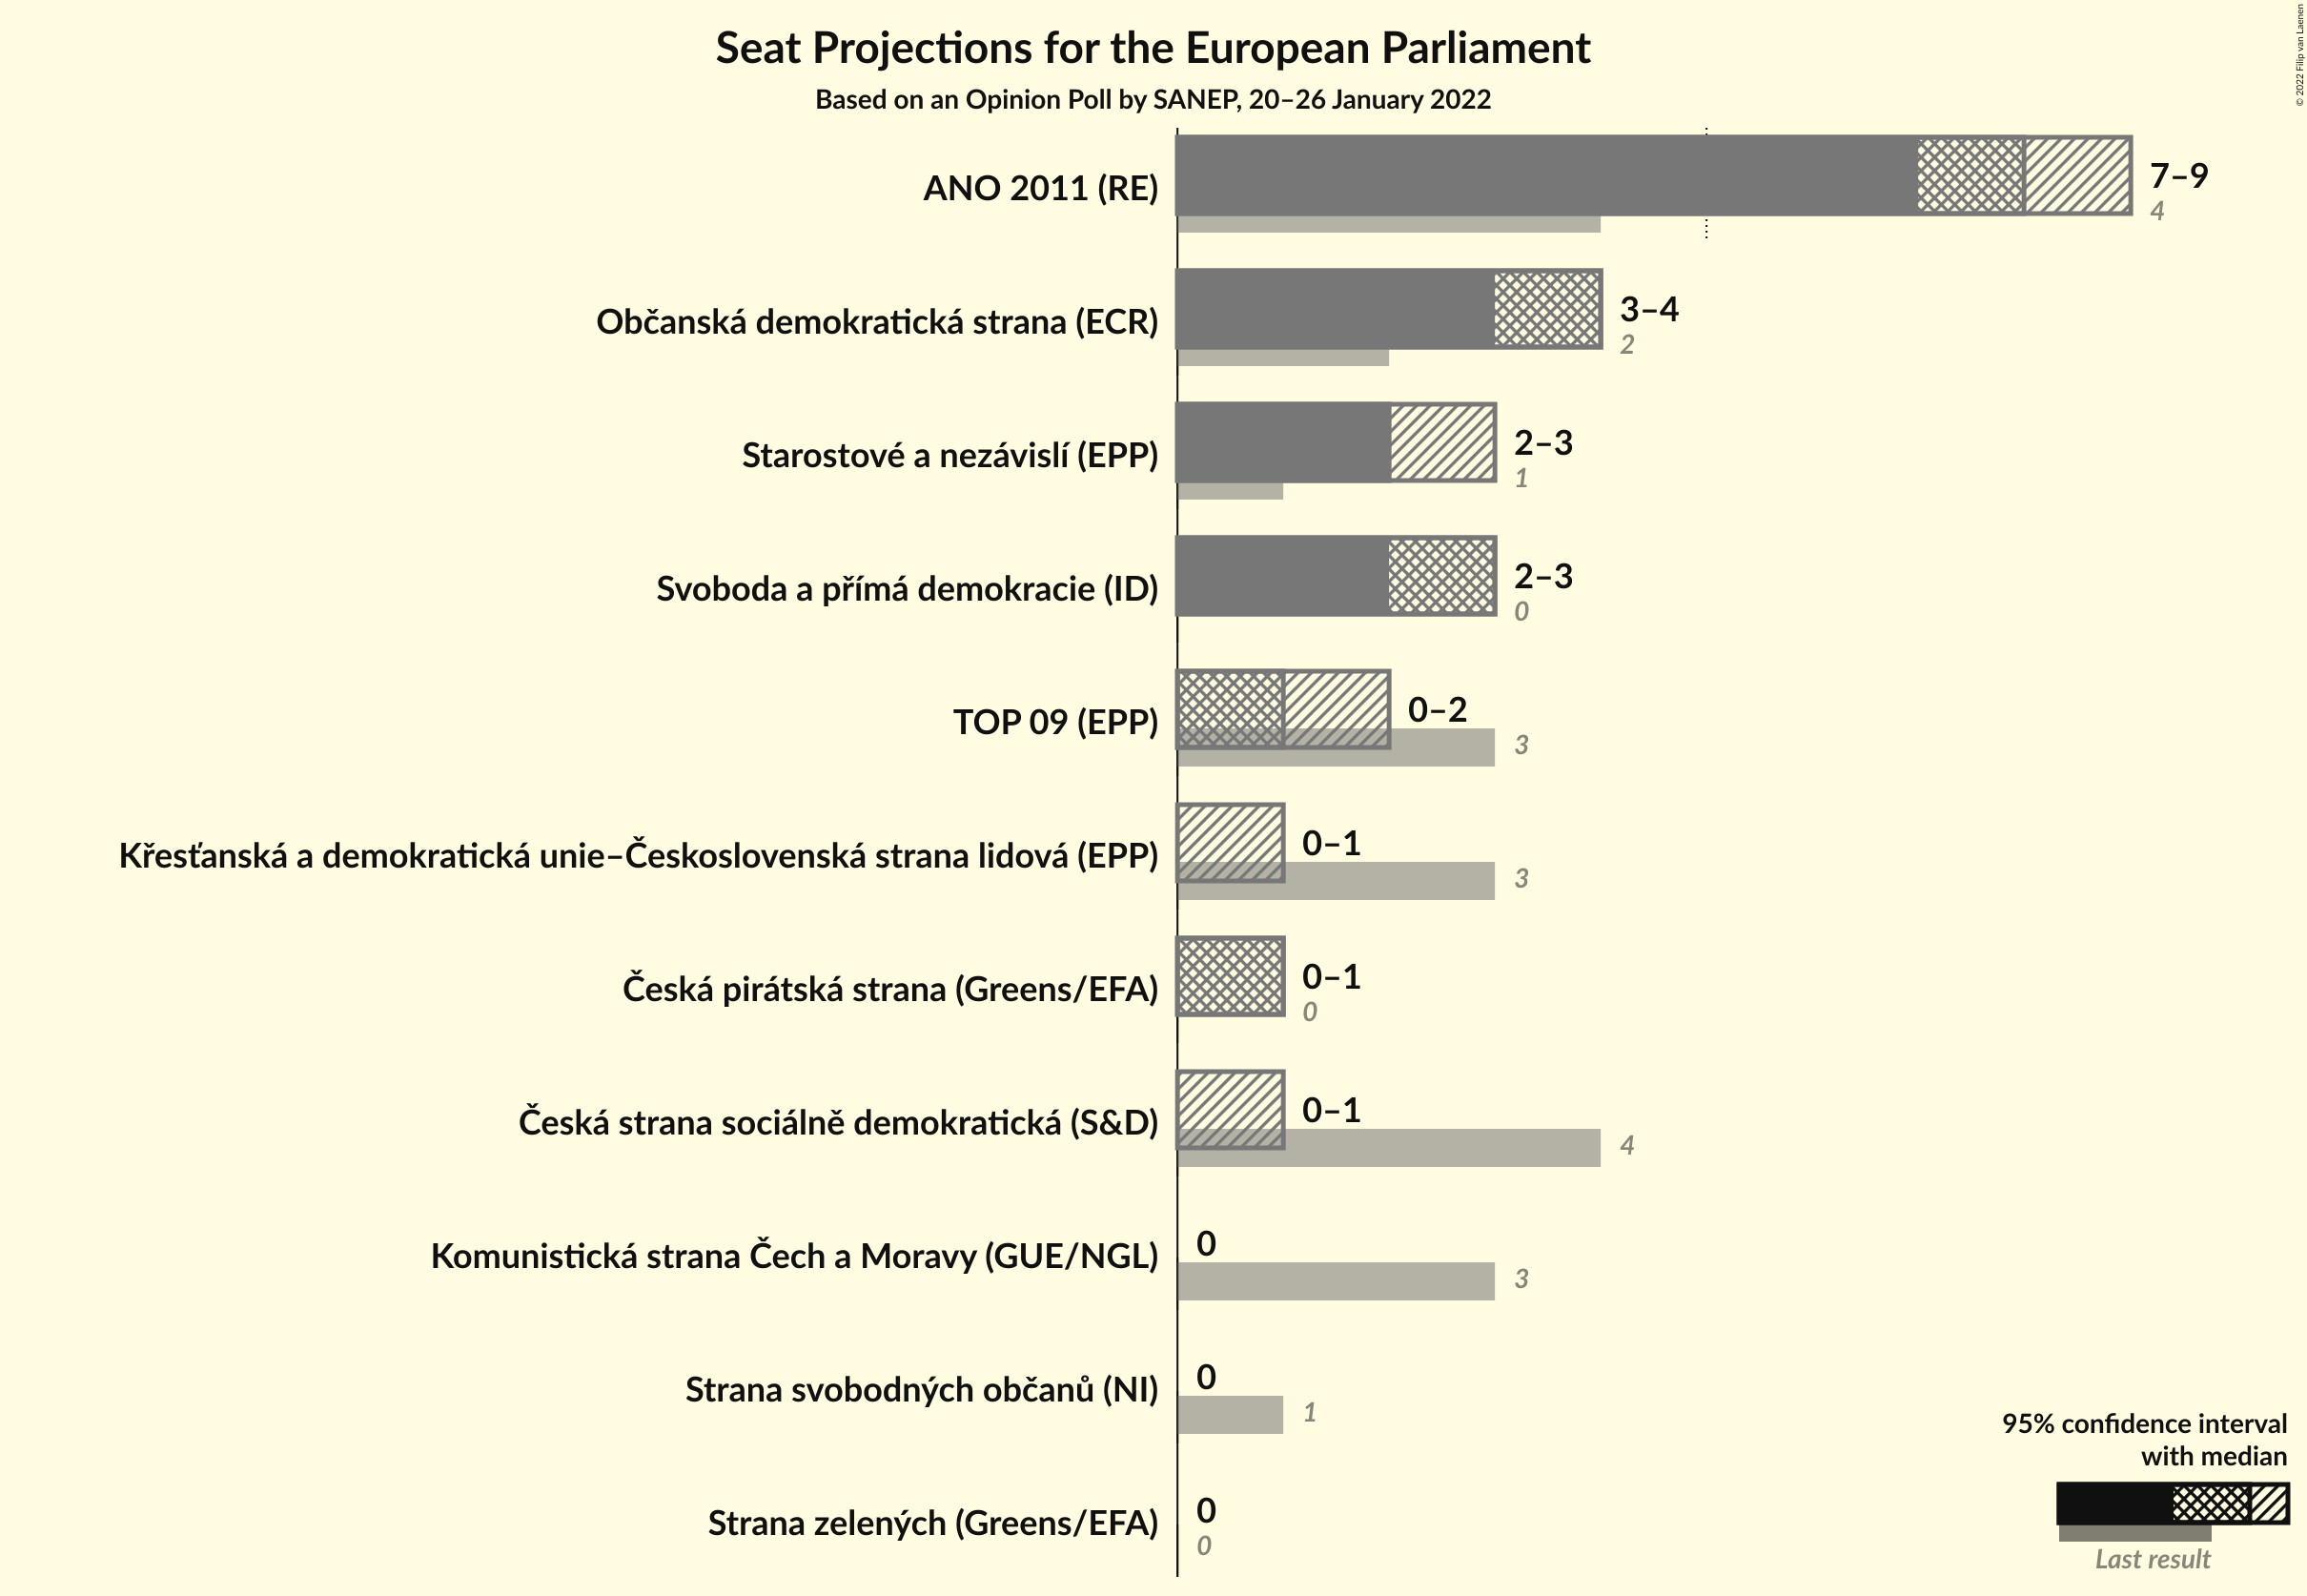 Seat Projections for the European Parliament
Based on an Opinion Poll by SANEP, 20–26 January 2022
© 2022 Filip van Laenen
ANO 2011 (RE)
7–9
4
Občanská demokratická strana (ECR)
3–4
2
Starostové a nezávislí (EPP)
2–3
1
Svoboda a přímá demokracie (ID)
2–3
0
TOP 09 (EPP)
0–2
3
Křesťanská a demokratická unie–Československá strana lidová (EPP)
0–1
3
Česká pirátská strana (Greens/EFA)
0–1
0
Česká strana sociálně demokratická (S&D)
0–1
4
Komunistická strana Čech a Moravy (GUE/NGL)
0
3
Strana svobodných občanů (NI)
0
1
Strana zelených (Greens/EFA)
0
0
95% confidence interval
with median
Last result